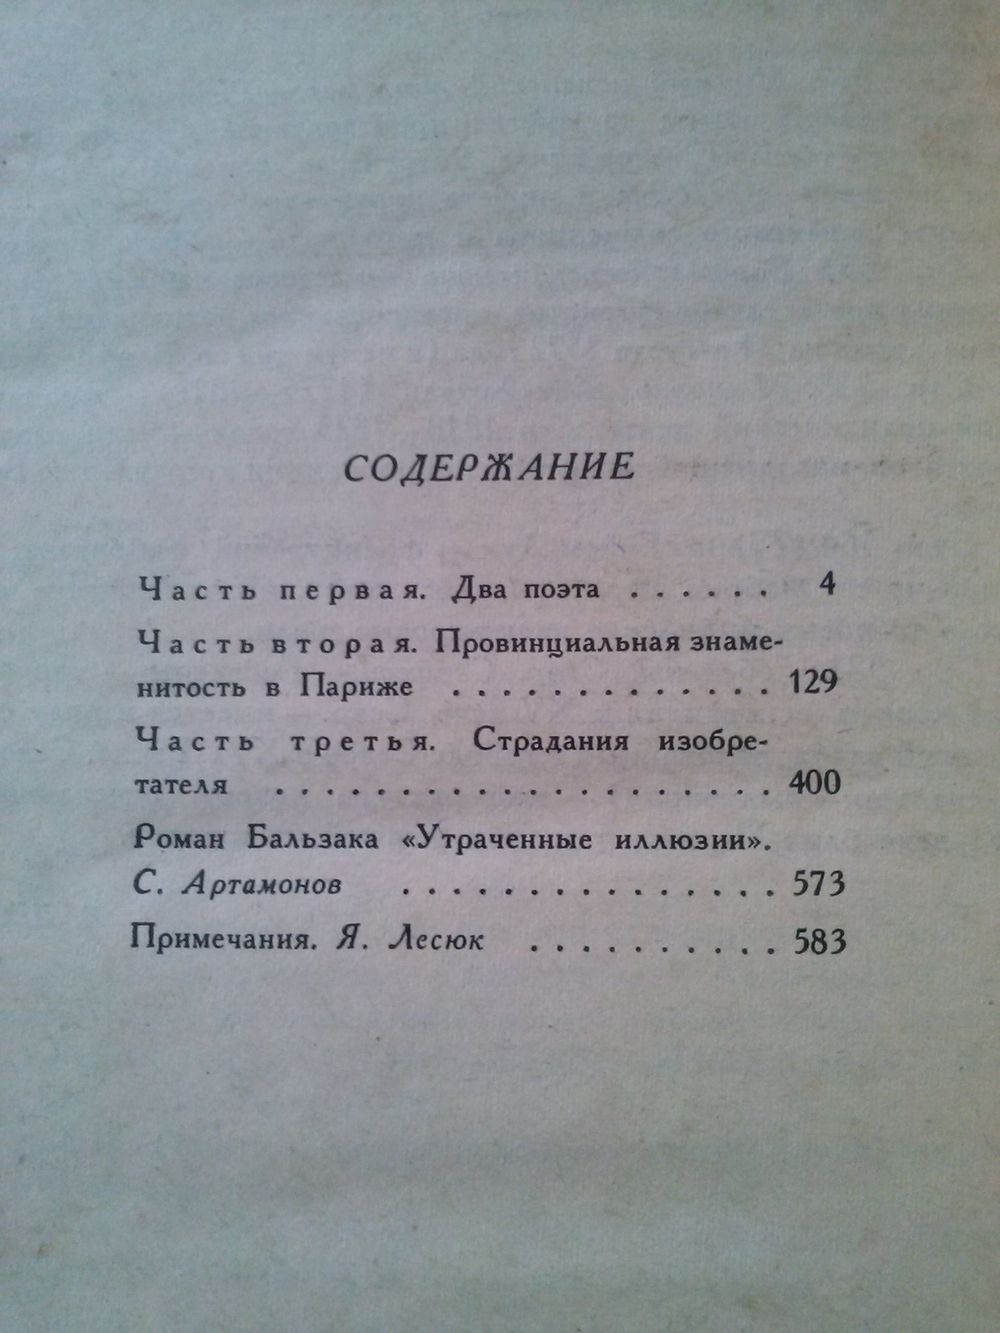 СОДЕРЖАНИЕ
Часть первая. Два поэта . . . . . . 4
Часть вторая. Провинциальная знаме-
нитость в Париже . . . . . . . . . . . . . 129
Часть третья. Страдания изобре-
тателя . . . . . . . . . . . . . . . . . . . . 400
Роман Бальзака «Утраченные иллюзии».
С. Артамонов . . . . . . . . . . . . . . . 573
Примечания. Я. Лесюк . . . . . . . . . . 583